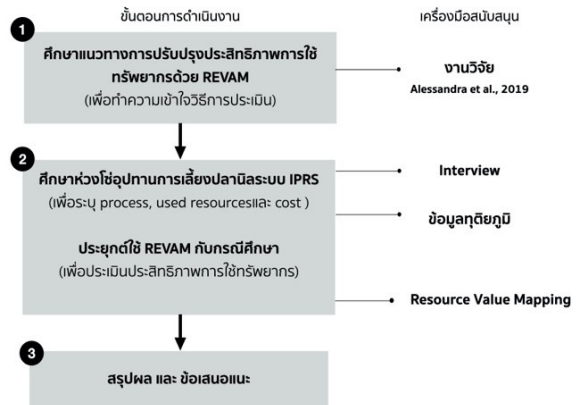 ขั้นตอนการดำเนินงาน
เครื่องมือสนับสนุน
1
ศึกษาแนวทางการปรับปรุงประสิทธิภาพการใช้
ทรัพยากรด้วย REVAM
(เพื่อทำความเข้าใจวิธีการประเมิน)
งานวิจัย
Alessandra et al., 2019
2
ศึกษาห่วงโซ่อุปทานการเลี้ยงปลานิลระบบ IPRS
(เพื่อระบุ process, used resourcesและ cost )
Interview
ข้อมูลทุติยภูมิ
ประยุกต์ใช้ REVAM กับกรณีศึกษา
(เพื่อประเมินประสิทธิภาพการใช้ทรัพยากร)
Resource Value Mapping
3
สรุปผล และ ข้อเสนอแนะ